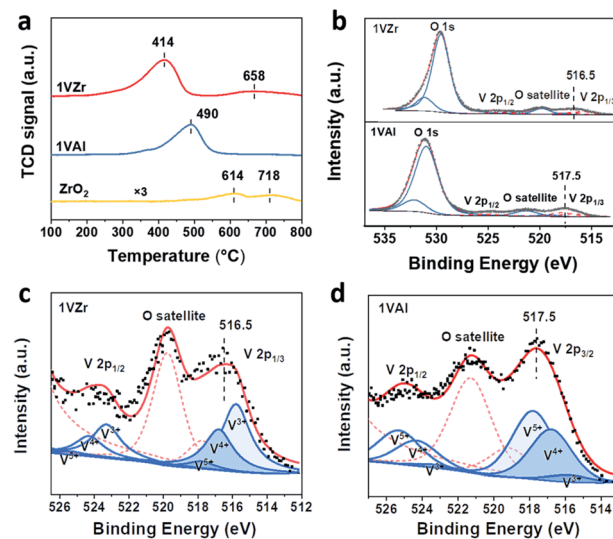 a
TCD signal (a.u.)
414
658
1VZr
490
1VAl
614
718
ZrO₂
×3
100 200 300 400 500 600 700 800
Temperature (°C)
b
Intensity (a.u.)
1VZr
O 1s
V 2p₁/₂
O satellite
516.5
V 2p₁/₃
1VAl
O 1s
V 2p₁/₂
O satellite
517.5
V 2p₁/₃
535 530 525 520 515
Binding Energy (eV)
c
Intensity (a.u.)
1VZr
O satellite
516.5
V 2p₁/₂
V 2p₁/₃
V³⁺
V⁴⁺
V⁵⁺
V³⁺
V⁴⁺
V⁵⁺
526 524 522 520 518 516 514 512
Binding Energy (eV)
d
Intensity (a.u.)
1VAl
517.5
O satellite
V 2p₁/₂
V 2p₃/₂
V⁵⁺
V⁴⁺
V³⁺
V⁵⁺
V⁴⁺
V³⁺
526 524 522 520 518 516 514
Binding Energy (eV)